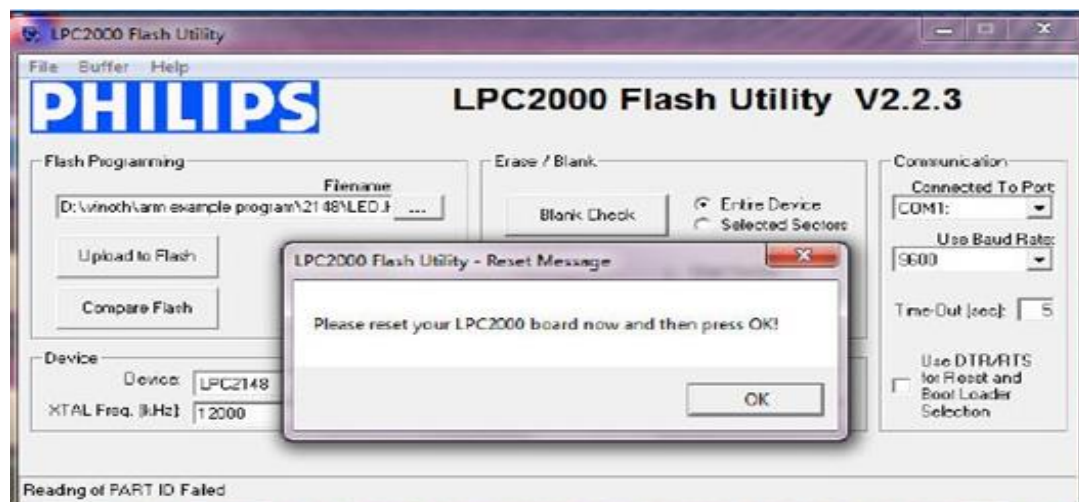 LPC2000 Flash Utility
File Buffer Help
PHILIPS
LPC2000 Flash Utility V2.2.3
Flash Programming
Filename:
D:\vinoth\arm example program\2148\LED.H
...
Upload to Flash
Compare Flash
Erase / Blank
Blank Check
Entire Device
Selected Sectors
Communication
Connected To Port:
COM1:
Use Baud Rate:
9600
Time-Out [sec]: 5
Use DTR/RTS
for Reset and
Boot Loader
Selection
Device
Device: LPC2148
XTAL Freq. [kHz]: 12000
LPC2000 Flash Utility - Reset Message
Please reset your LPC2000 board now and then press OK!
OK
Reading of PART ID Failed